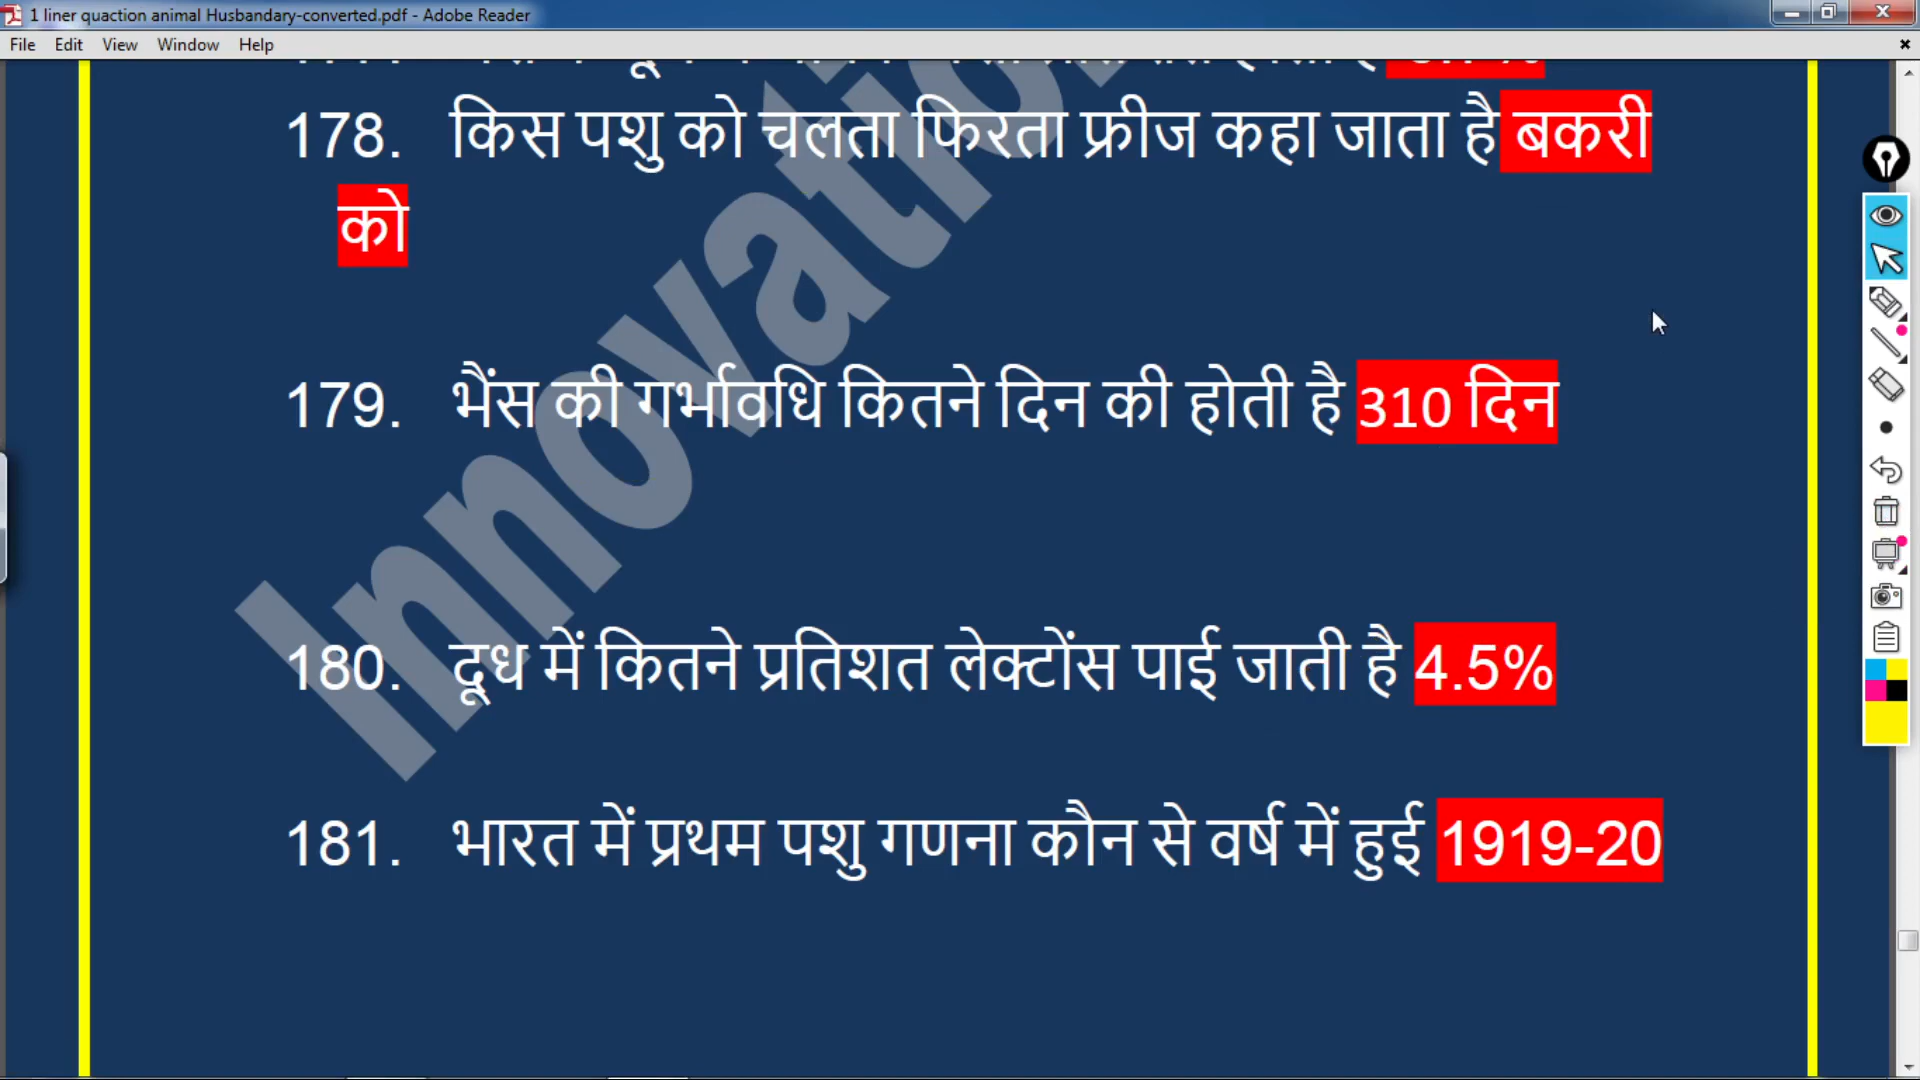 1 liner quaction animal Husbandary-converted.pdf - Adobe Reader
File Edit View Window Help
178. किस पशु को चलता फिरता फ्रीज कहा जाता है बकरी
को
179. भैंस की गर्भावधि कितने दिन की होती है 310 दिन
180. दूध में कितने प्रतिशत लेक्टोंस पाई जाती है 4.5%
181. भारत में प्रथम पशु गणना कौन से वर्ष में हुई 1919-20